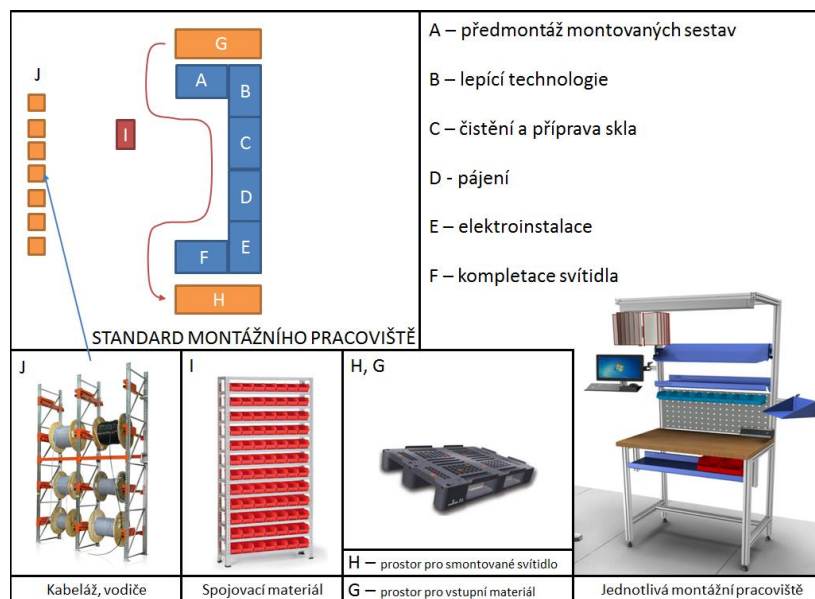 G
J
A
B
I
C
D
E
F
H
STANDARD MONTÁŽNÍHO PRACOVIŠTĚ
A – předmontáž montovaných sestav
B – lepící technologie
C – čistění a příprava skla
D - pájení
E – elektroinstalace
F – kompletace svítidla
J
I
H, G
H – prostor pro smontované svítidlo
Kabeláž, vodiče
Spojovací materiál
G – prostor pro vstupní materiál
Jednotlivá montážní pracoviště